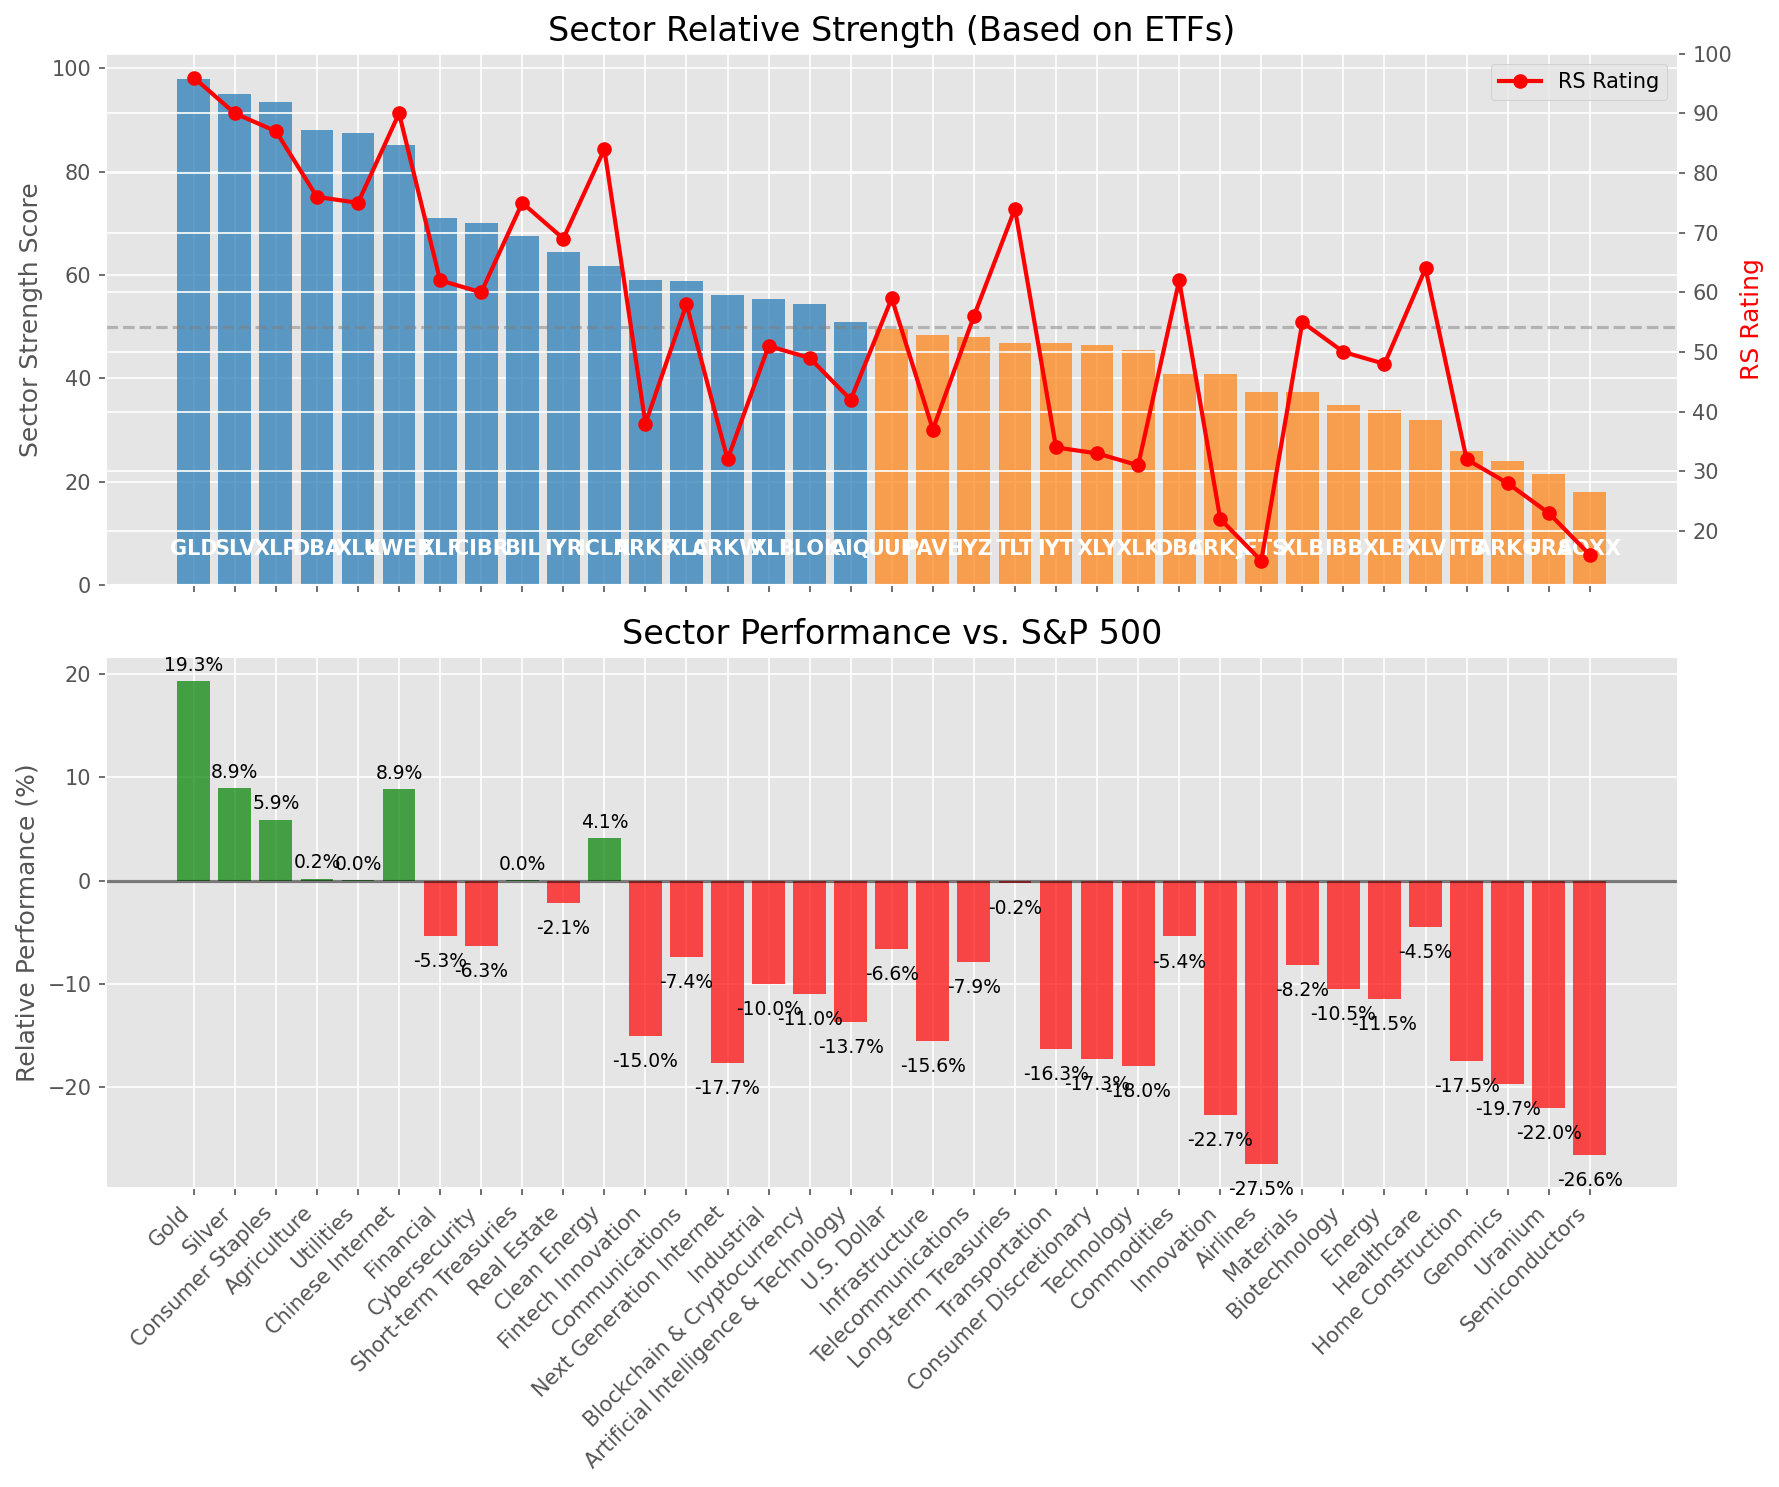 Sector Relative Strength (Based on ETFs)
RS Rating
Sector Strength Score
100
80
60
40
20
0
100
90
80
70
60
50
40
30
20
RS Rating
GLD SLV XLP DBA XLU KWEB XLF CIBR BIL IYR ICLN ARKF XLC ARKW XLI BLOK AIQ UUP PAVE IYZ TLT IYT XLY XLK DBC ARKK JETS XLB IBB XLE XLV ITB ARKG URA SOXX
Sector Performance vs. S&P 500
Relative Performance (%)
20
10
0
−10
−20
19.3%
8.9%
5.9%
0.2%
0.0%
8.9%
-5.3%
-6.3%
0.0%
-2.1%
4.1%
-15.0%
-7.4%
-17.7%
-10.0%
-11.0%
-13.7%
-6.6%
-15.6%
-7.9%
-0.2%
-16.3%
-17.3%
-18.0%
-5.4%
-22.7%
-27.5%
-8.2%
-10.5%
-11.5%
-4.5%
-17.5%
-19.7%
-22.0%
-26.6%
Gold
Silver
Consumer Staples
Agriculture
Utilities
Chinese Internet
Financial
Cybersecurity
Short-term Treasuries
Real Estate
Clean Energy
Fintech Innovation
Communications
Next Generation Internet
Industrial
Blockchain & Cryptocurrency
Artificial Intelligence & Technology
U.S. Dollar
Infrastructure
Telecommunications
Long-term Treasuries
Transportation
Consumer Discretionary
Technology
Commodities
Innovation
Airlines
Materials
Biotechnology
Energy
Healthcare
Home Construction
Genomics
Uranium
Semiconductors